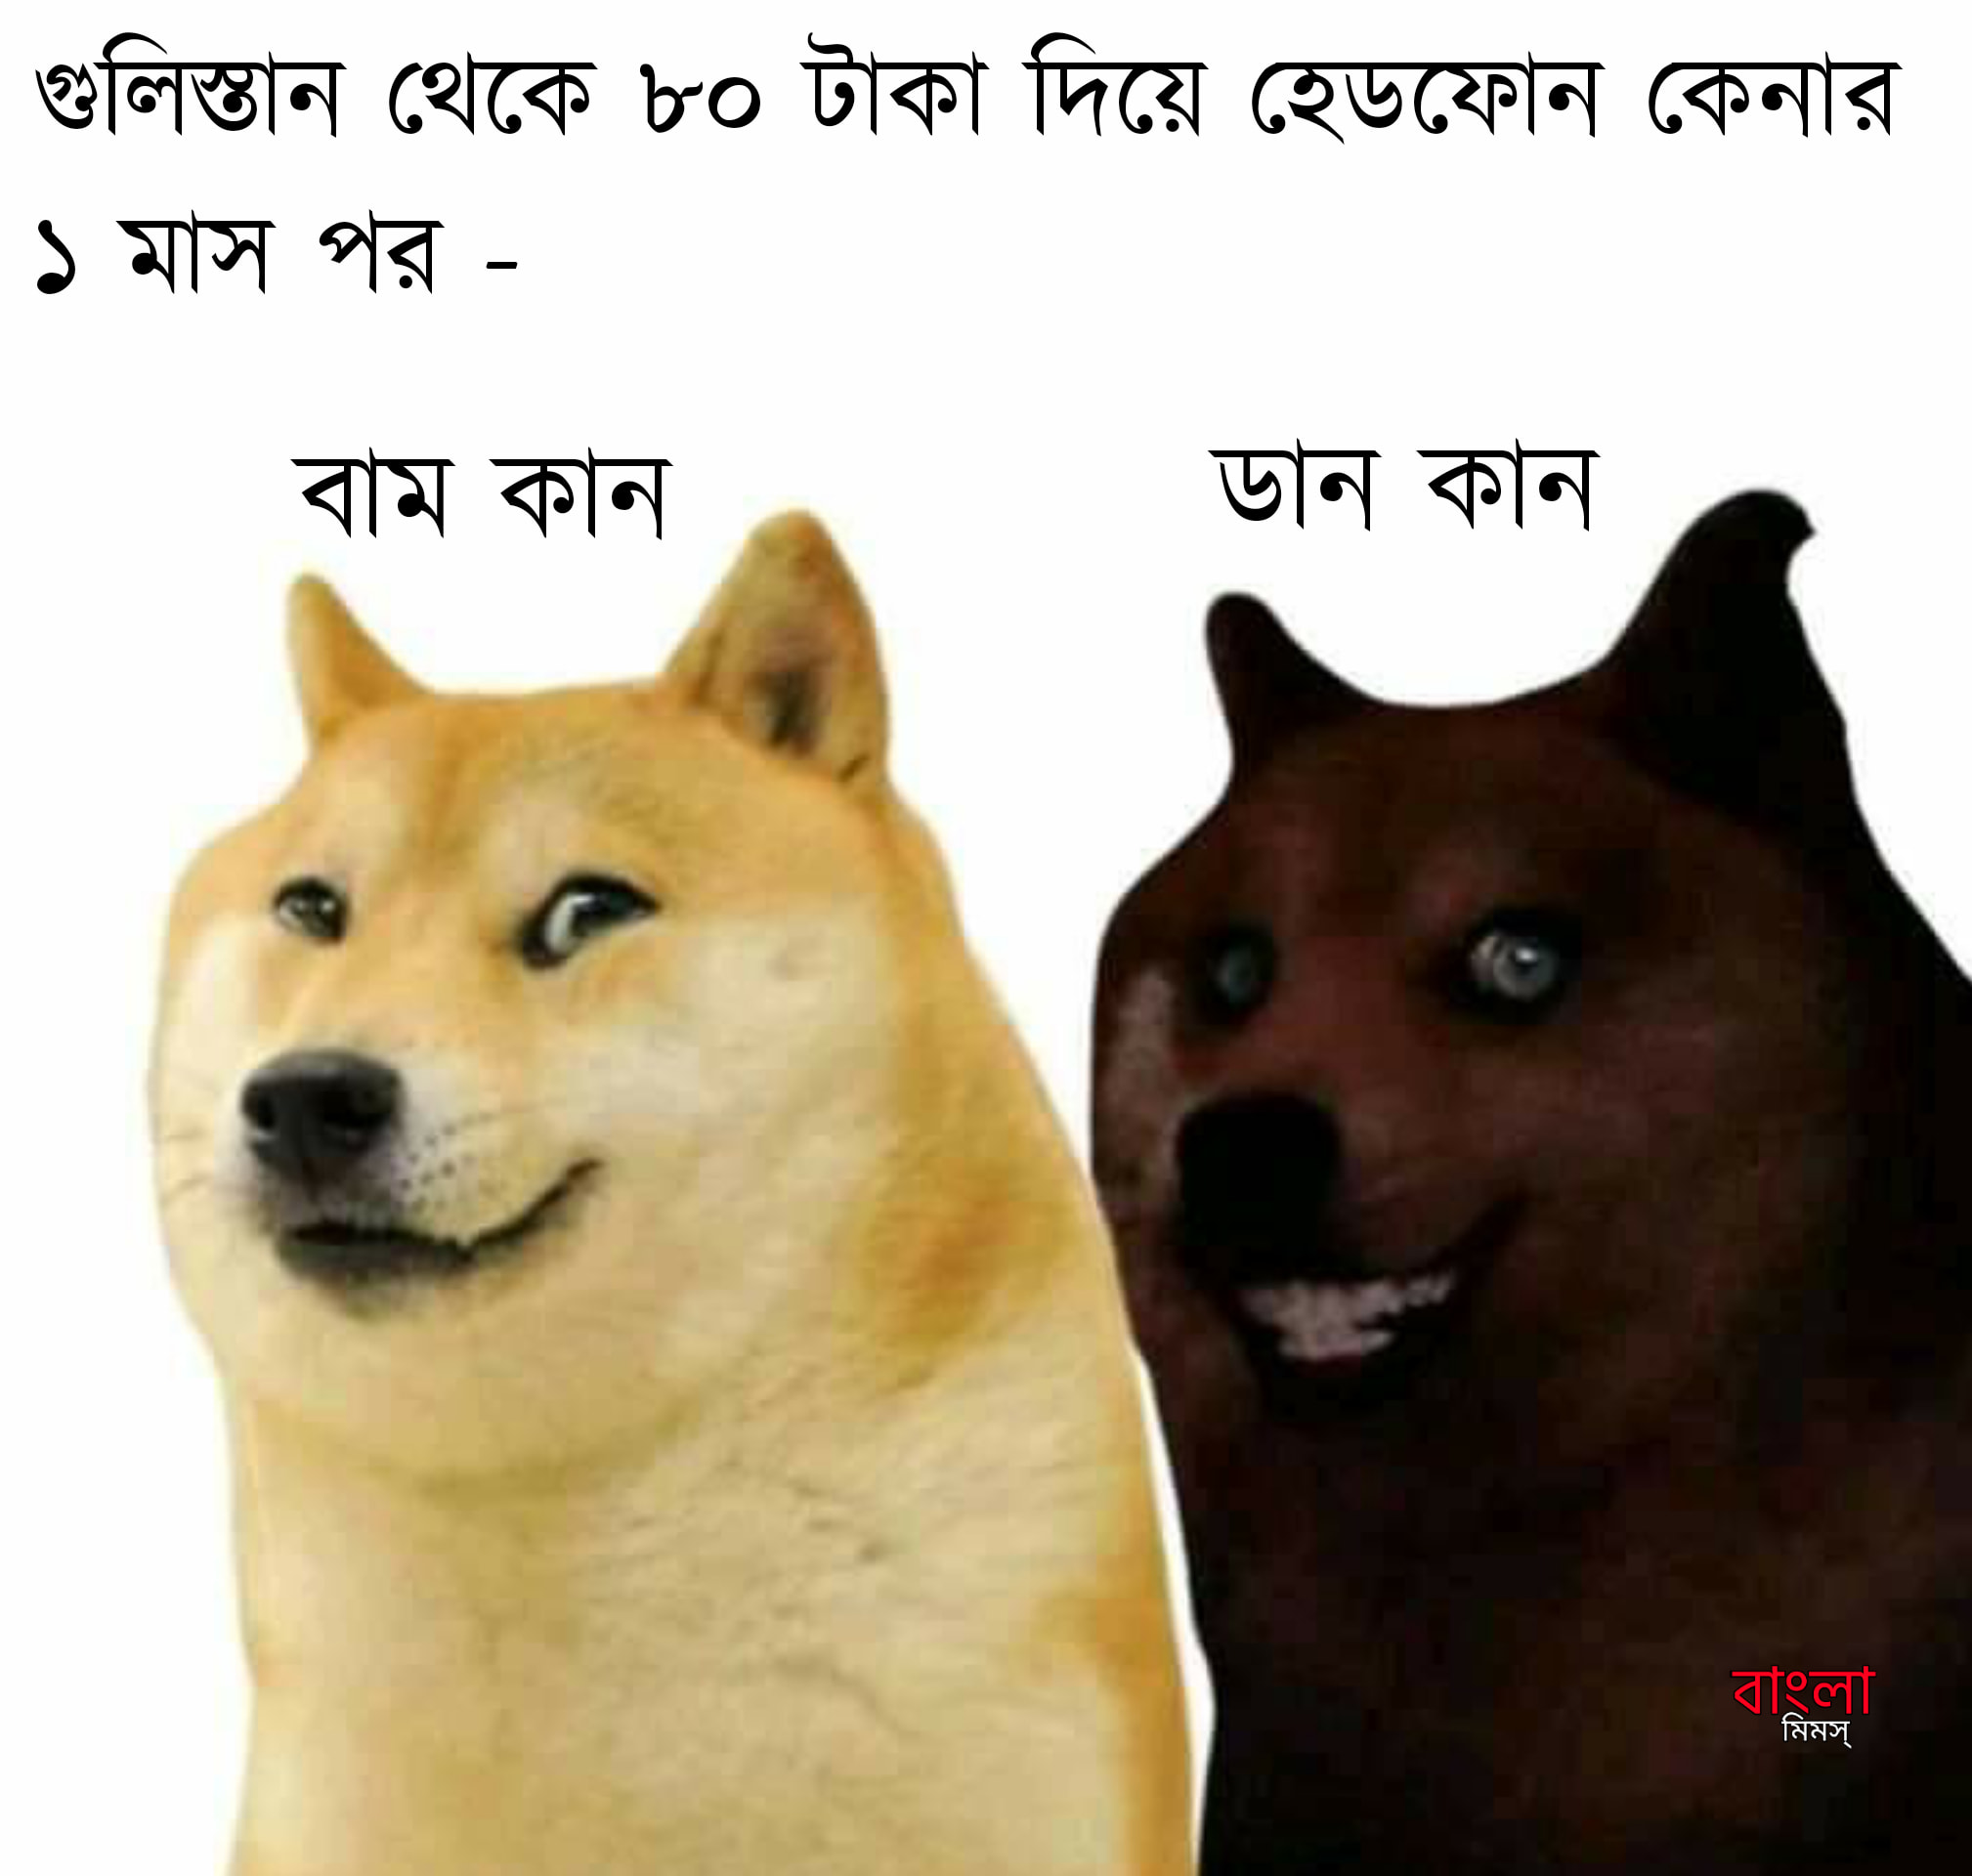 গুলিস্তান থেকে ৮০ টাকা দিয়ে হেডফোন কেনার
১ মাস পর -
বাম কান
ডান কান
বাংলা
মিমস্